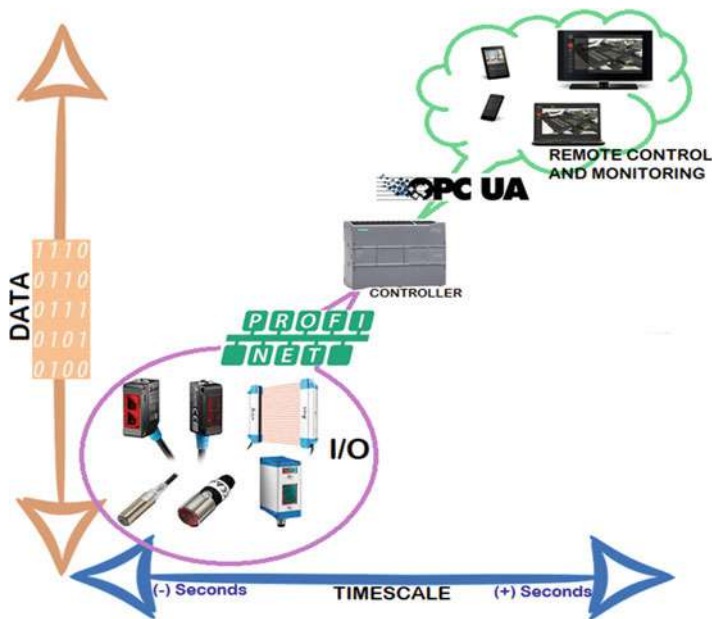 REMOTE CONTROL
AND MONITORING
OPC UA
CONTROLLER
PROFI
NET
DATA
1110
0110
0111
0101
0100
I/O
(-) Seconds
TIMESCALE
(+) Seconds